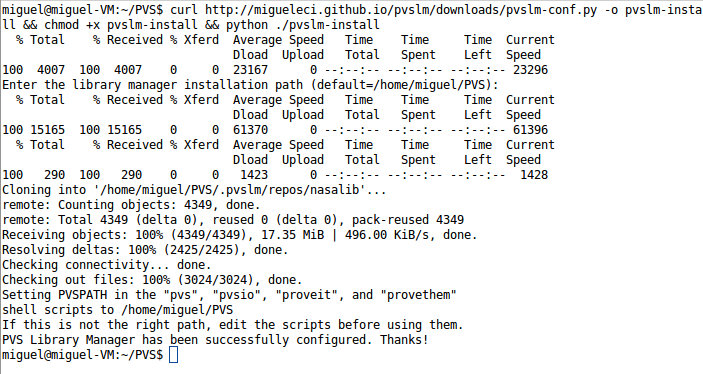 miguel@miguel-VM:~/PVS$ curl http://migueleci.github.io/pvslm/downloads/pvslm-conf.py -o pvslm-insta
ll && chmod +x pvslm-install && python ./pvslm-install
  % Total    % Received % Xferd  Average Speed   Time    Time     Time  Current
                                 Dload  Upload   Total   Spent    Left  Speed
100  4007  100  4007    0     0  23167      0 --:--:-- --:--:-- --:--:-- 23296
Enter the library manager installation path (default=/home/miguel/PVS):
  % Total    % Received % Xferd  Average Speed   Time    Time     Time  Current
                                 Dload  Upload   Total   Spent    Left  Speed
100 15165  100 15165    0     0  61370      0 --:--:-- --:--:-- --:--:-- 61396
  % Total    % Received % Xferd  Average Speed   Time    Time     Time  Current
                                 Dload  Upload   Total   Spent    Left  Speed
100   290  100   290    0     0   1423      0 --:--:-- --:--:-- --:--:--  1428
Cloning into '/home/miguel/PVS/.pvslm/repos/nasalib'...
remote: Counting objects: 4349, done.
remote: Total 4349 (delta 0), reused 0 (delta 0), pack-reused 4349
Receiving objects: 100% (4349/4349), 17.35 MiB | 496.00 KiB/s, done.
Resolving deltas: 100% (2425/2425), done.
Checking connectivity... done.
Checking out files: 100% (3024/3024), done.
Setting PVSPATH in the "pvs", "pvsio", "proveit", and "provethem"
shell scripts to /home/miguel/PVS
If this is not the right path, edit the scripts before using them.
PVS Library Manager has been successfully configured. Thanks!
miguel@miguel-VM:~/PVS$